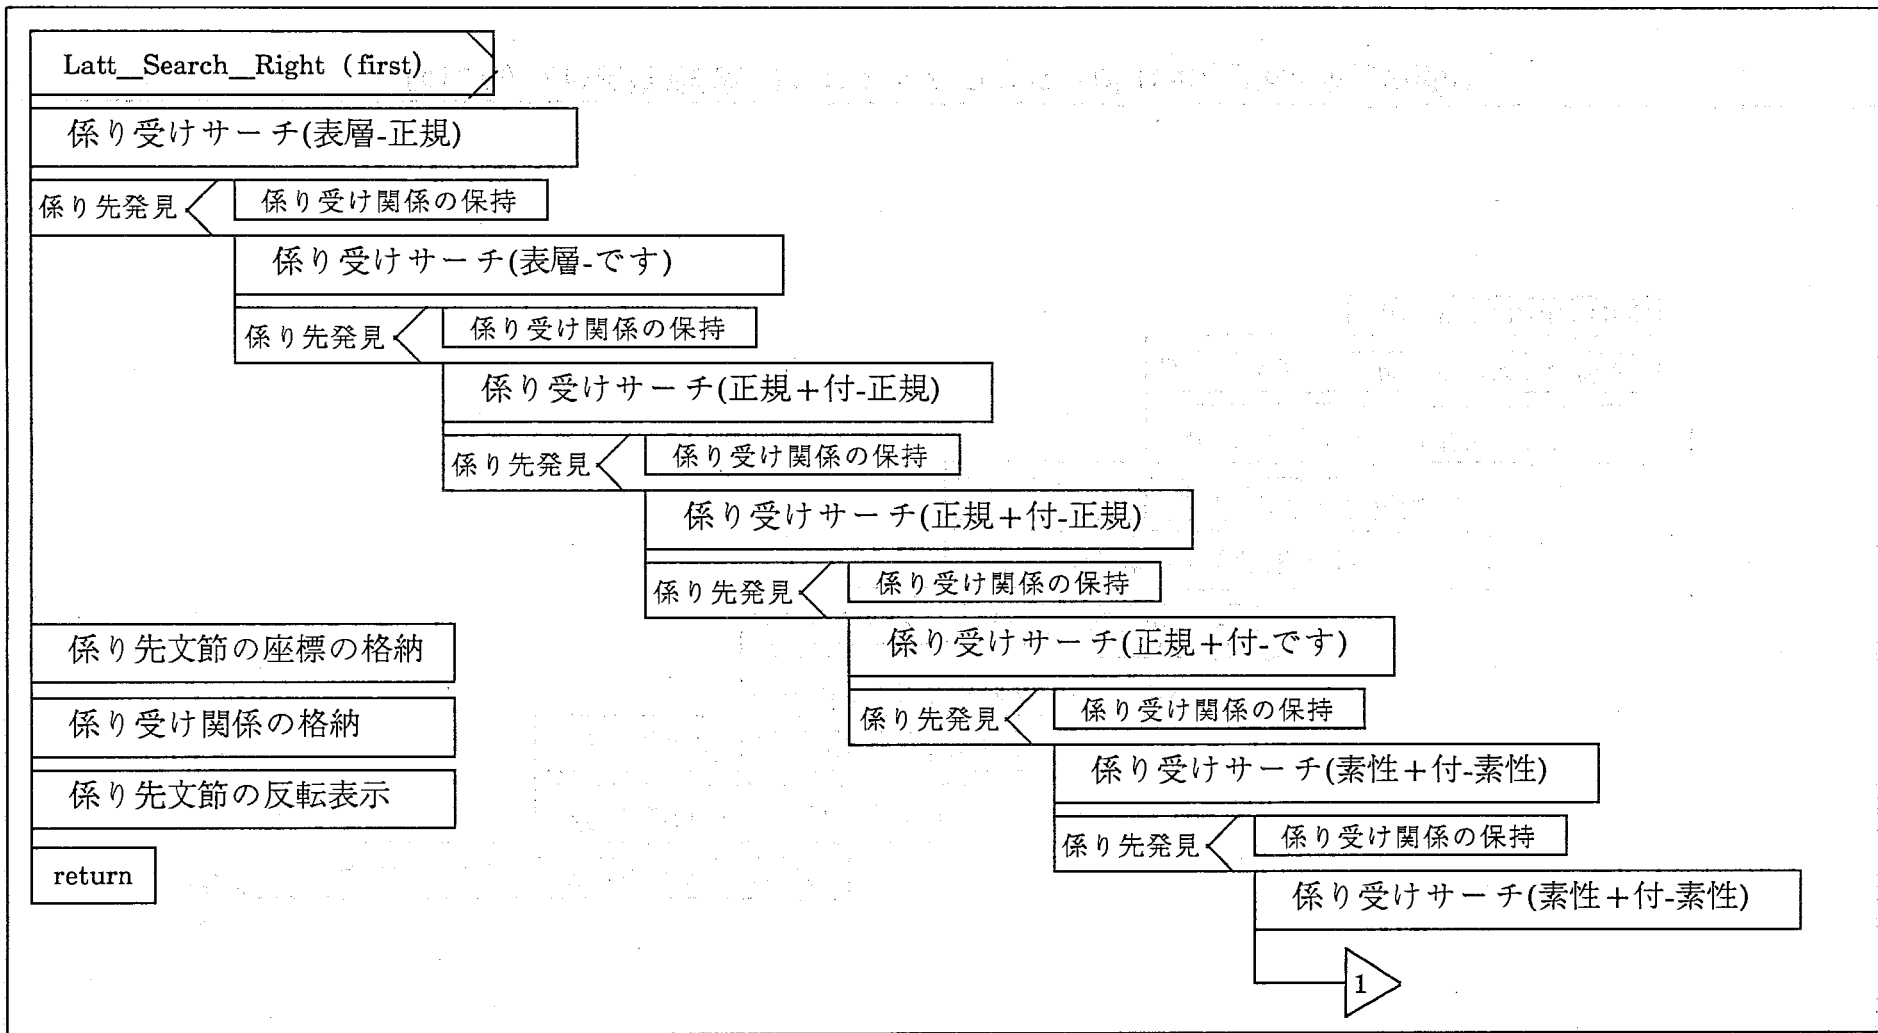 Latt__Search__Right (first)
係り受けサーチ(表層-正規)
係り先発見
係り受け関係の保持
係り受けサーチ(表層-です)
係り先発見
係り受け関係の保持
係り受けサーチ(正規+付-正規)
係り先発見
係り受け関係の保持
係り受けサーチ(正規+付-正規)
係り先発見
係り受け関係の保持
係り受けサーチ(正規+付-です)
係り先発見
係り受け関係の保持
係り受けサーチ(素性+付-素性)
係り先発見
係り受け関係の保持
係り受けサーチ(素性+付-素性)
1
係り先文節の座標の格納
係り受け関係の格納
係り先文節の反転表示
return